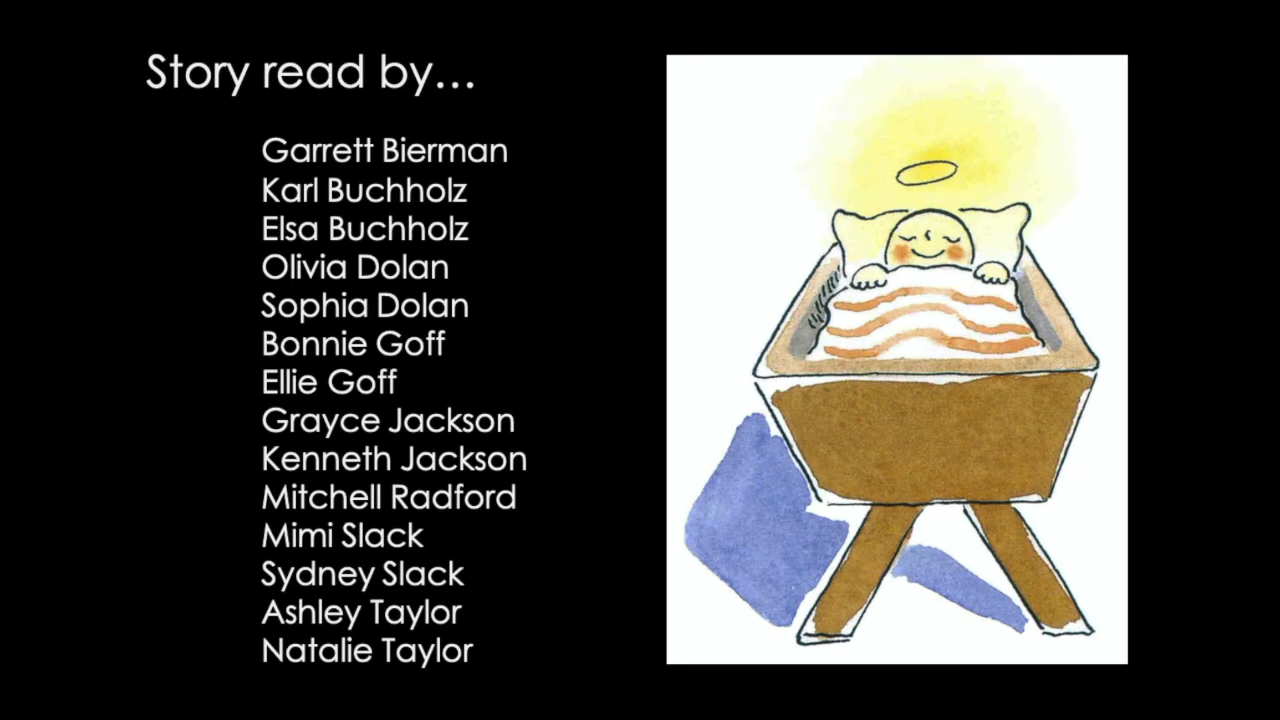 Story read by...
Garrett Bierman
Karl Buchholz
Elsa Buchholz
Olivia Dolan
Sophia Dolan
Bonnie Goff
Ellie Goff
Grayce Jackson
Kenneth Jackson
Mitchell Radford
Mimi Slack
Sydney Slack
Ashley Taylor
Natalie Taylor